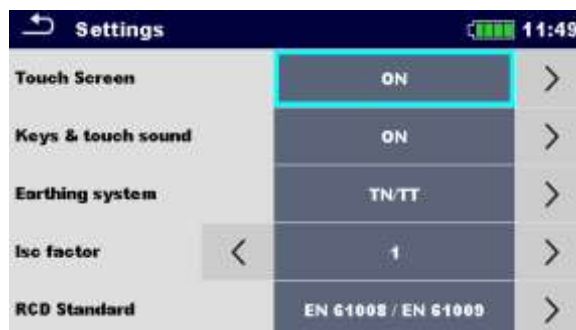 Settings 11:49
Touch Screen ON
Keys & touch sound ON
Earthing system TN/TT
Isc factor 1
RCD Standard EN 61008 / EN 61009